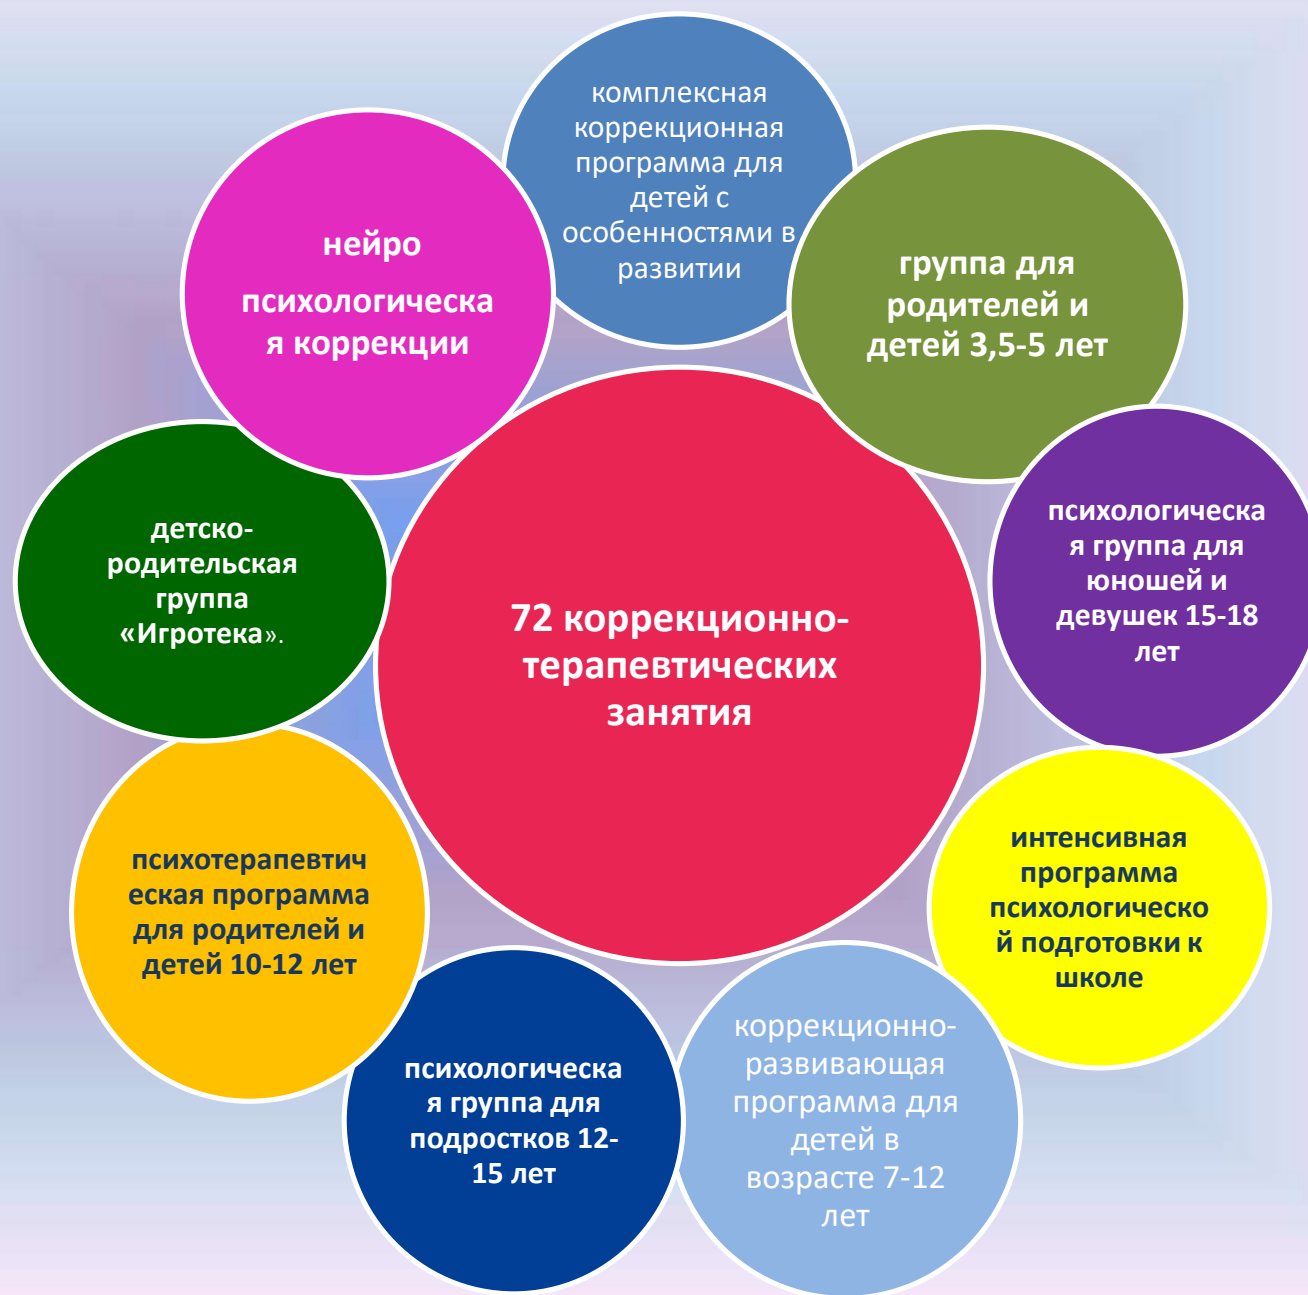 комплексная
коррекционная
программа для
детей с
особенностями в
развитии
группа для
родителей и
детей 3,5-5 лет
психологическа
я группа для
юношей и
девушек 15-18
лет
интенсивная
программа
психологическо
й подготовки к
школе
коррекционно-
развивающая
программа для
детей в
возрасте 7-12
лет
психологическа
я группа для
подростков 12-
15 лет
психотерапевтич
еская программа
для родителей и
детей 10-12 лет
детско-
родительская
группа
«Игротека».
нейро
психологическа
я коррекции
72 коррекционно-
терапевтических
занятия